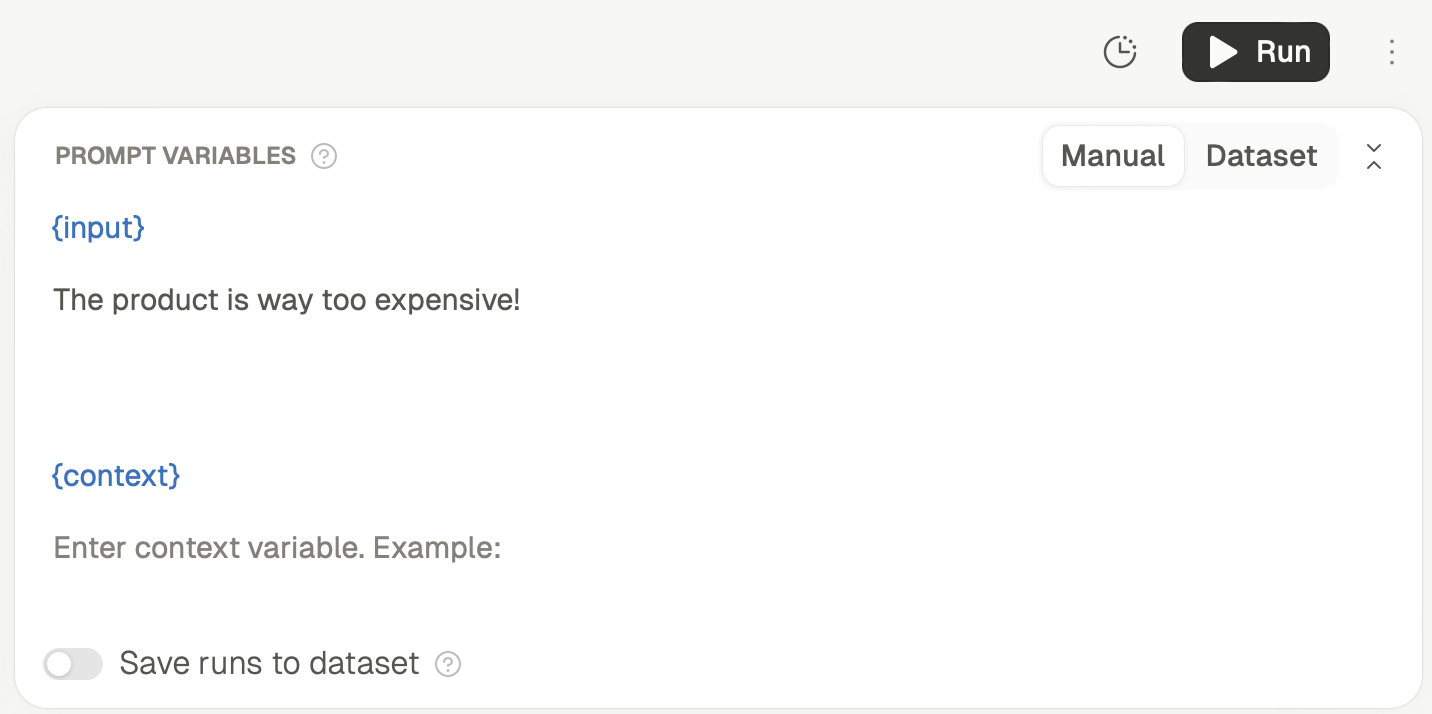 Run
PROMPT VARIABLES ?
Manual Dataset
{input}
The product is way too expensive!
{context}
Enter context variable. Example:
Save runs to dataset ?